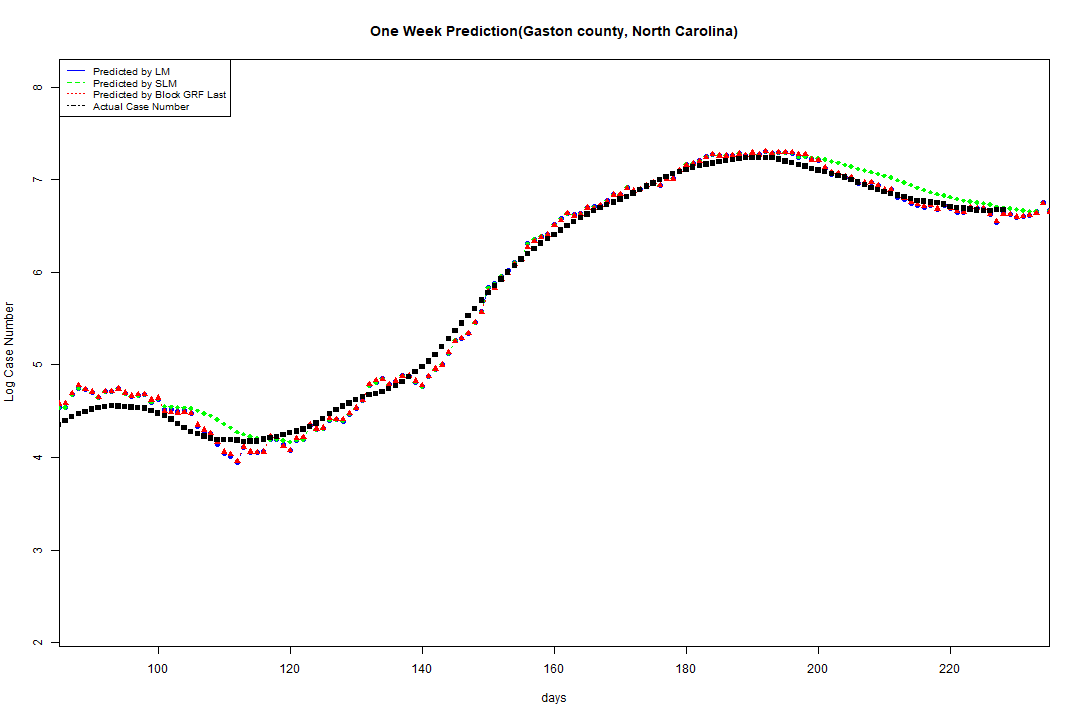 One Week Prediction(Gaston county, North Carolina)
Predicted by LM
Predicted by SLM
Predicted by Block GRF Last
Actual Case Number
8
7
6
5
4
3
2
Log Case Number
100 120 140 160 180 200 220
days